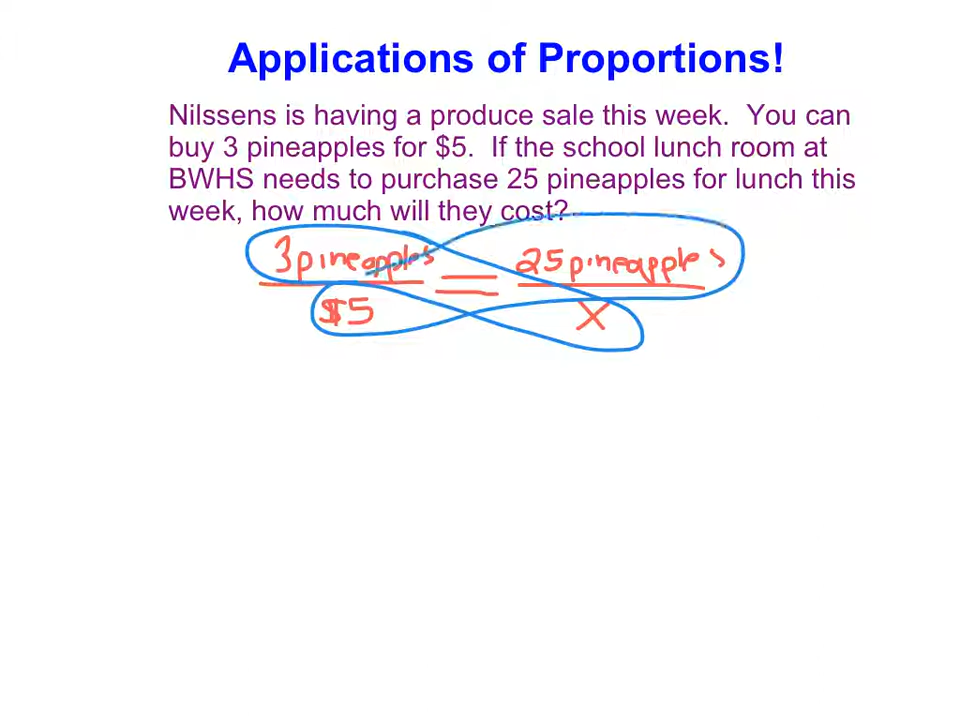 Applications of Proportions!
Nilssens is having a produce sale this week. You can
buy 3 pineapples for $5. If the school lunch room at
BWHS needs to purchase 25 pineapples for lunch this
week, how much will they cost?
3 pineapples = 25 pineapples
$5 X